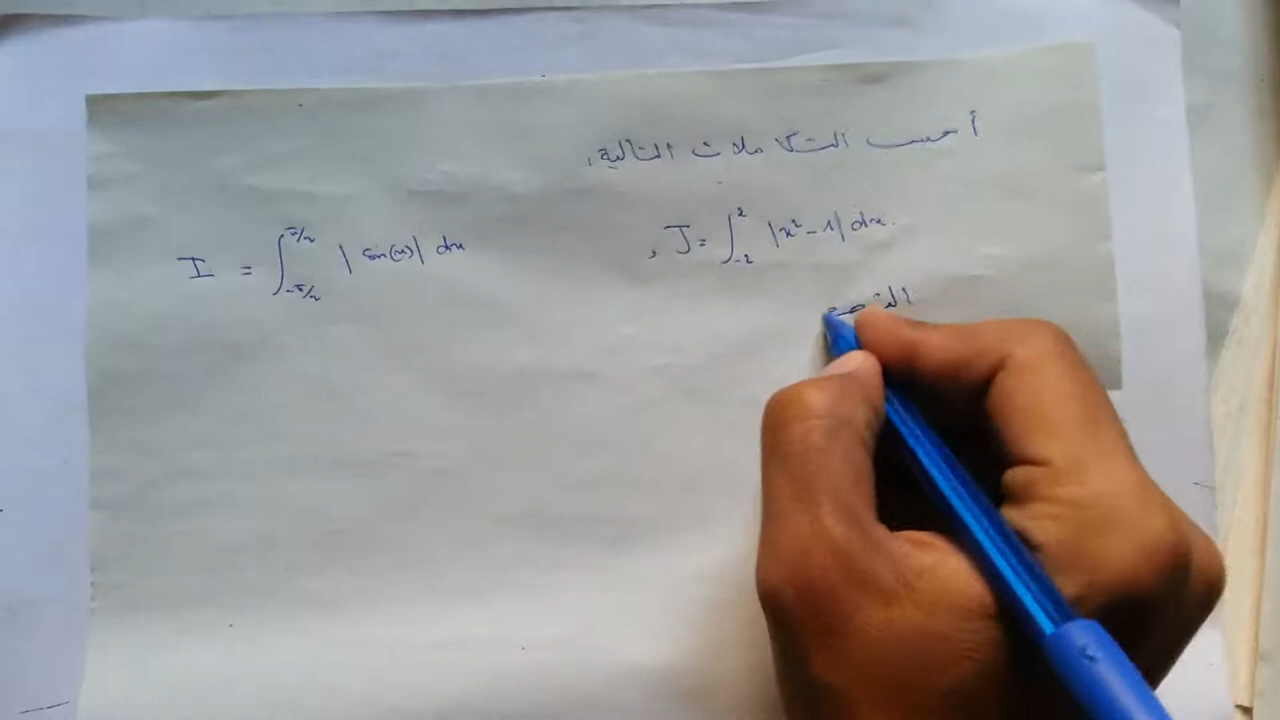 أحسب التكاملات التالية:
I = ∫_{-π/2}^{π/2} |sin(x)| dx , J = ∫_{-2}^{2} |x² - 1| dx.